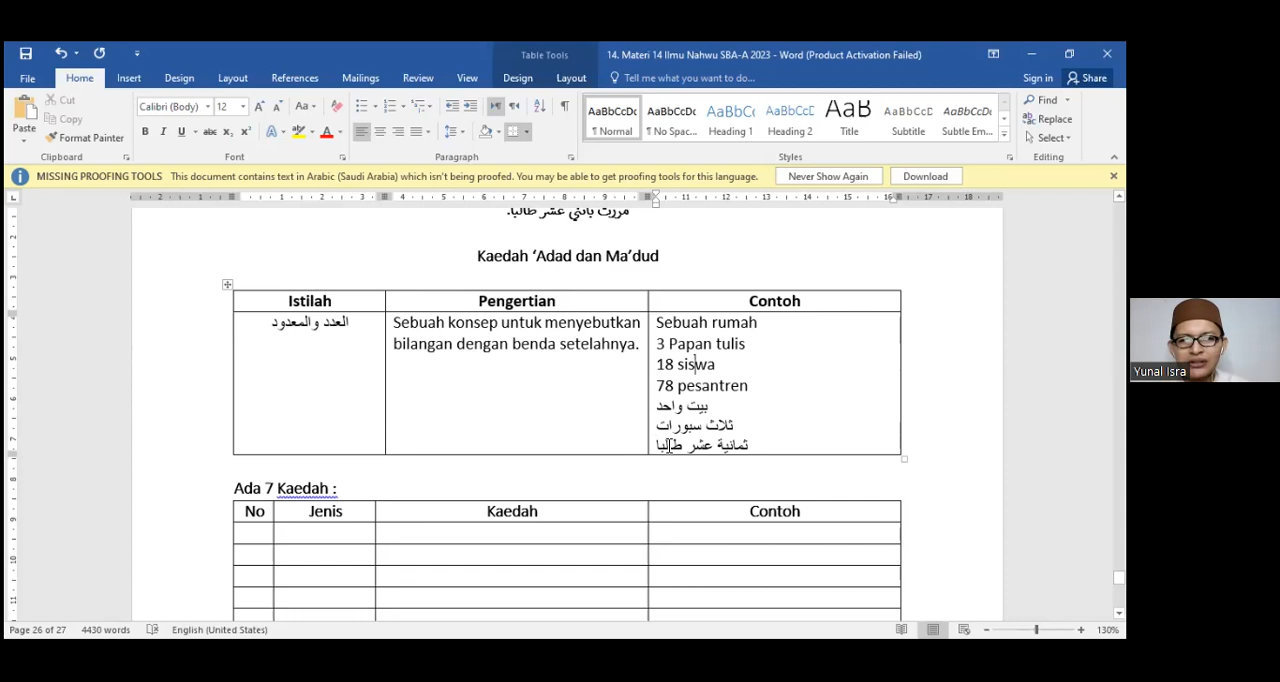 Table Tools
14. Materi 14 Ilmu Nahwu SBA-A 2023 - Word (Product Activation Failed)
File Home Insert Design Layout References Mailings Review View Design Layout Tell me what you want to do... Sign in Share
Paste Cut Copy Format Painter
Calibri (Body) 12
AaBbCcDc AaBbCcDc AaBbCc AaBbCc AaB AaBbCcD AaBbCcDc
¶ Normal ¶ No Spac... Heading 1 Heading 2 Title Subtitle Subtle Em...
Find Replace Select
Clipboard Font Paragraph Styles Editing
MISSING PROOFING TOOLS This document contains text in Arabic (Saudi Arabia) which isn't being proofed. You may be able to get proofing tools for this language. Never Show Again Download
مررت باثني عشر طالبا.
Kaedah ‘Adad dan Ma’dud
Istilah Pengertian Contoh
العدد والمعدود
Sebuah konsep untuk menyebutkan
bilangan dengan benda setelahnya.
Sebuah rumah
3 Papan tulis
18 siswa
78 pesantren
بيت واحد
ثلاث سبورات
ثمانية عشر طالبا
Ada 7 Kaedah :
No Jenis Kaedah Contoh
Yunal Isra
Page 26 of 27 4430 words English (United States) 130%